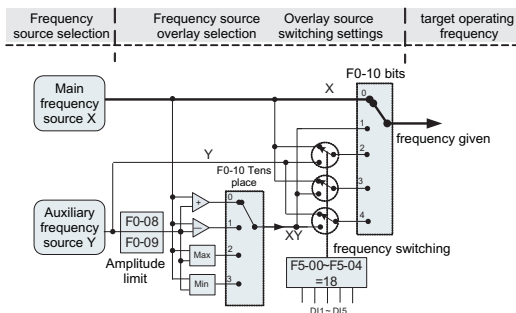 Frequency
source selection
Frequency source
overlay selection
Overlay source
switching settings
target operating
frequency
F0-10 bits
Main
frequency
source X
X
0
1
2
3
4
frequency given
Y
F0-10 Tens
place
Auxiliary
frequency
source Y
F0-08
F0-09
Amplitude
limit
+
−
Max
Min
0
1
2
3
XY
frequency switching
F5-00~F5-04
=18
DI1~DI5